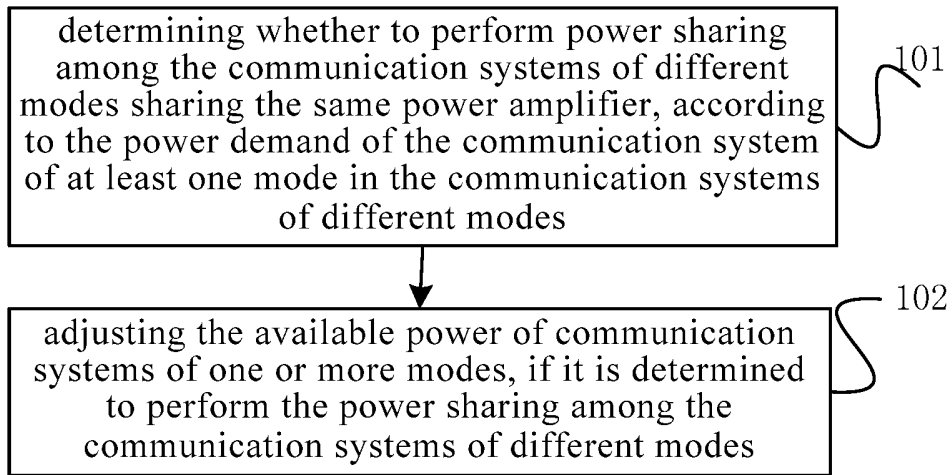 determining whether to perform power sharing
among the communication systems of different
modes sharing the same power amplifier, according
to the power demand of the communication system
of at least one mode in the communication systems
of different modes
101
adjusting the available power of communication
systems of one or more modes, if it is determined
to perform the power sharing among the
communication systems of different modes
102